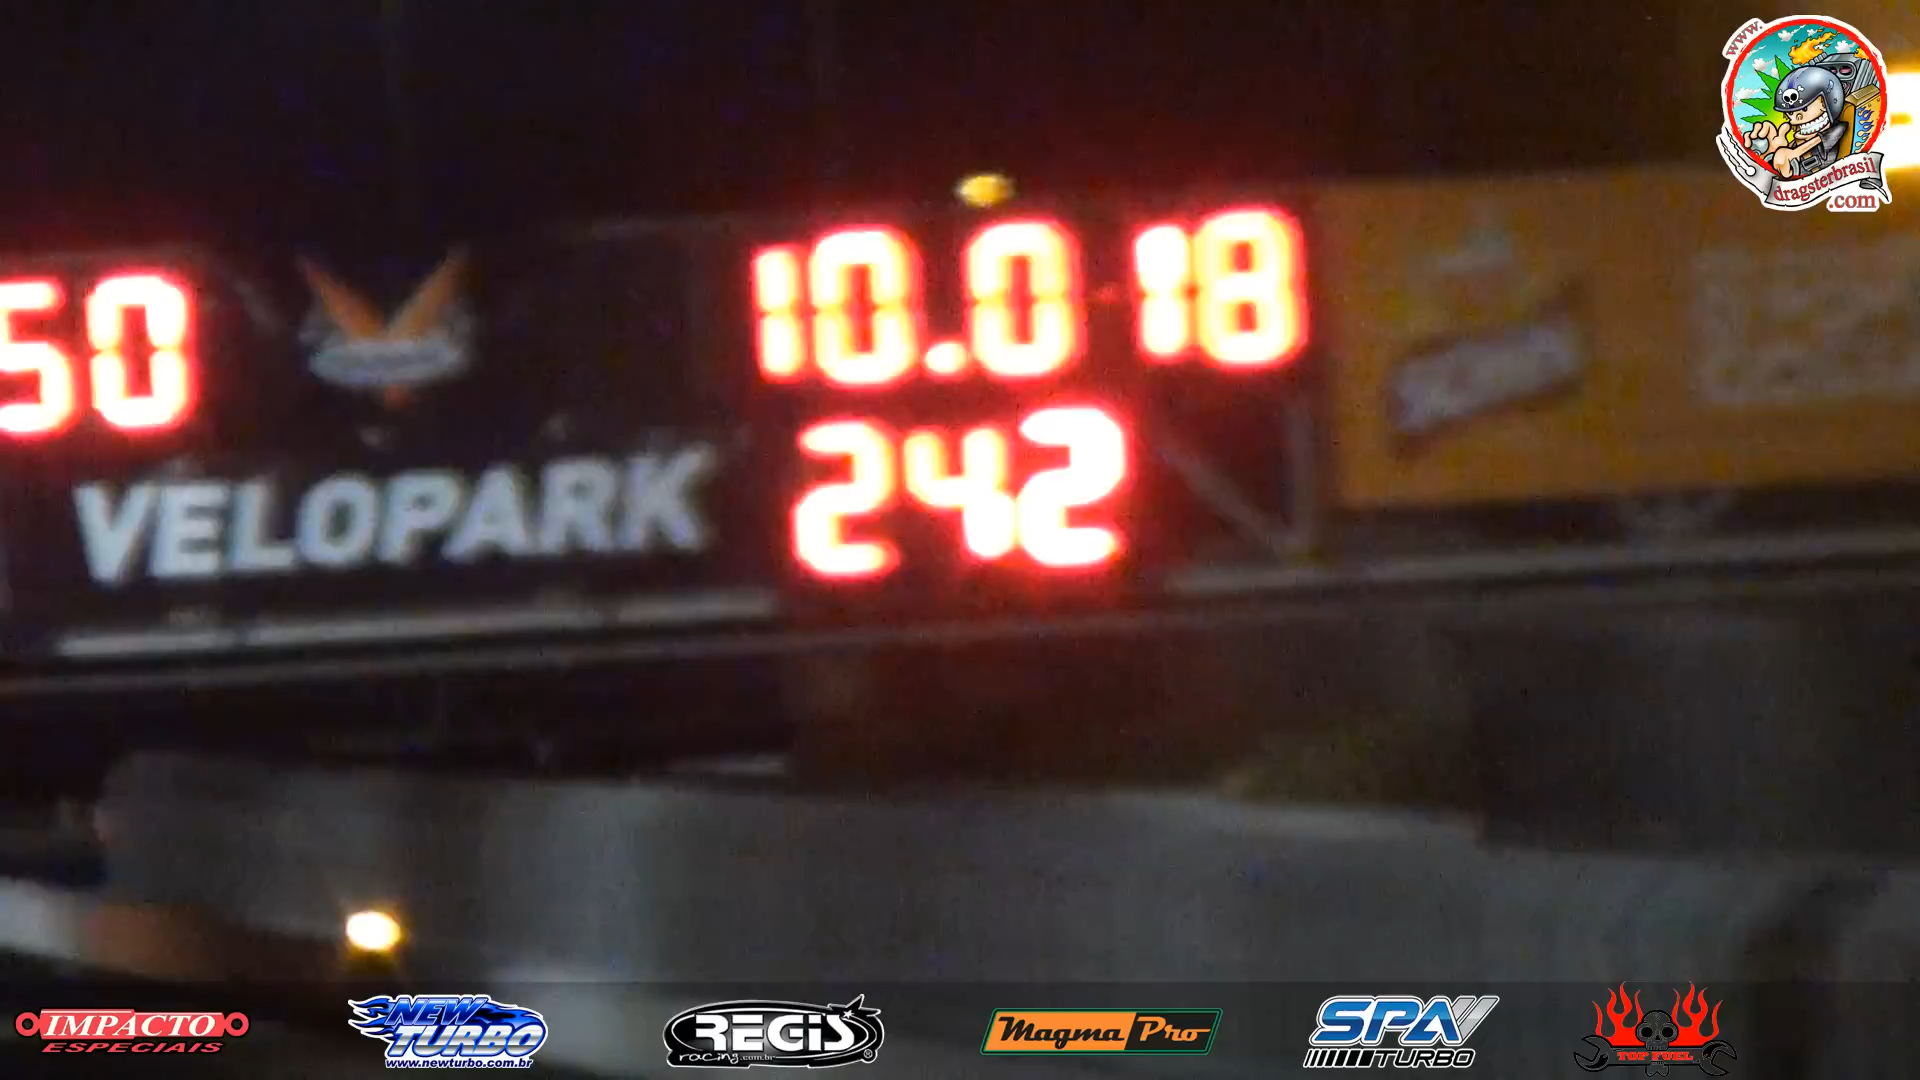 www.
dragsterbrasil
.com
50
10.018
242
VELOPARK
IMPACTO
ESPECIAIS
NEW
TURBO
www.newturbo.com.br
REGIS
racing.com.br
®
Magma Pro
SPA
TURBO
TOP FUEL